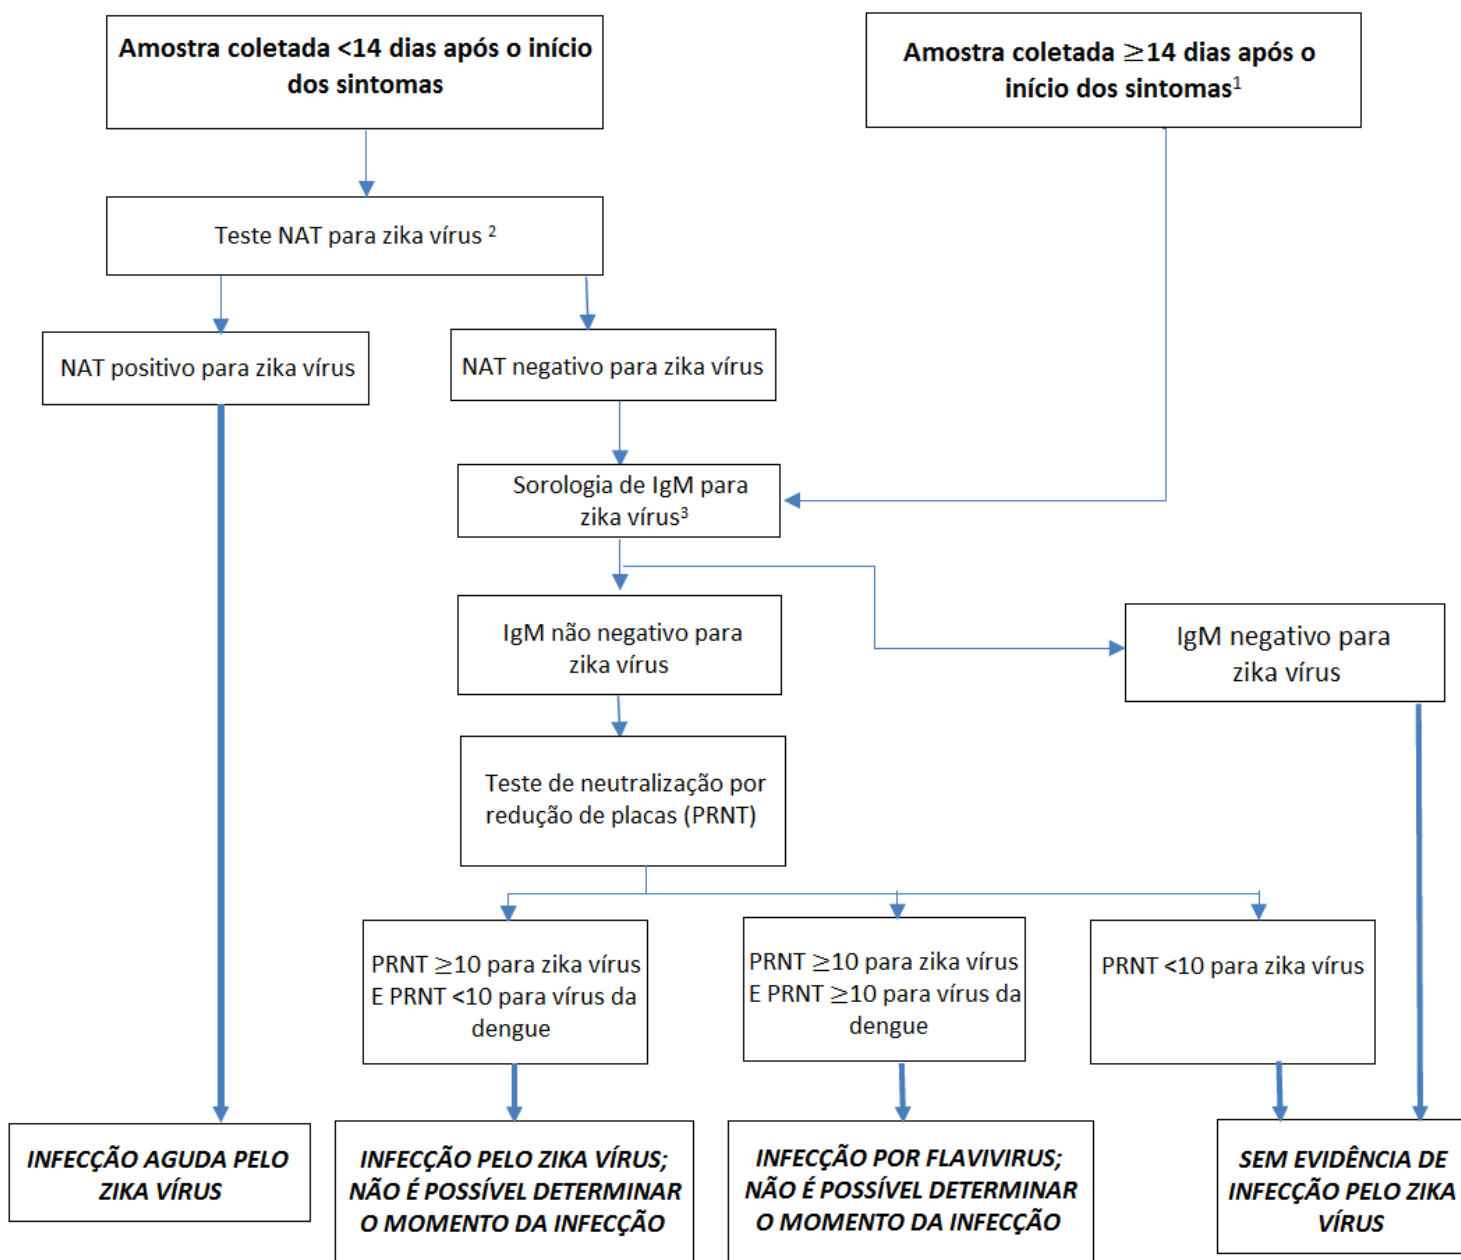 Amostra coletada <14 dias após o início
dos sintomas
Amostra coletada ≥14 dias após o
início dos sintomas¹
Teste NAT para zika vírus ²
NAT positivo para zika vírus
NAT negativo para zika vírus
Sorologia de IgM para
zika vírus³
IgM não negativo para
zika vírus
IgM negativo para
zika vírus
Teste de neutralização por
redução de placas (PRNT)
PRNT ≥10 para zika vírus
E PRNT <10 para vírus da
dengue
PRNT ≥10 para zika vírus
E PRNT ≥10 para vírus da
dengue
PRNT <10 para zika vírus
INFECÇÃO AGUDA PELO
ZIKA VÍRUS
INFECÇÃO PELO ZIKA VÍRUS;
NÃO É POSSÍVEL DETERMINAR
O MOMENTO DA INFECÇÃO
INFECÇÃO POR FLAVIVIRUS;
NÃO É POSSÍVEL DETERMINAR
O MOMENTO DA INFECÇÃO
SEM EVIDÊNCIA DE
INFECÇÃO PELO ZIKA
VÍRUS